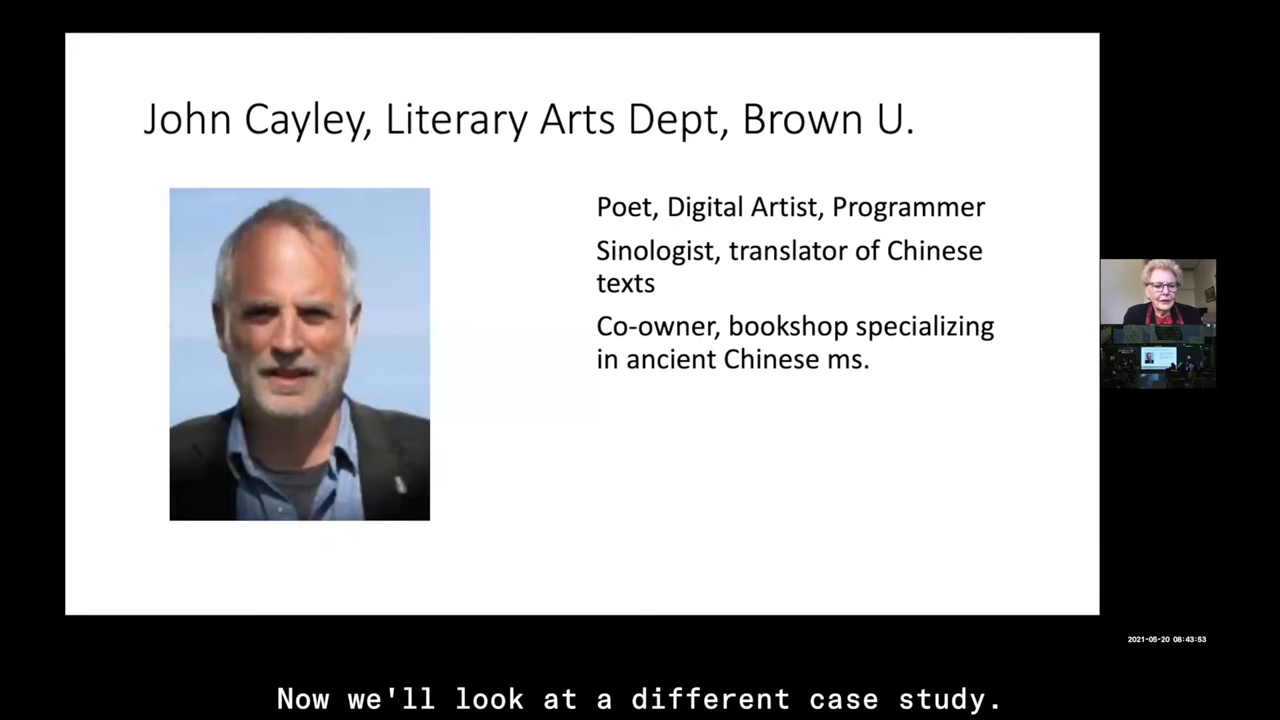 John Cayley, Literary Arts Dept, Brown U.
Poet, Digital Artist, Programmer
Sinologist, translator of Chinese
texts
Co-owner, bookshop specializing
in ancient Chinese ms.
2021-05-20 08:43:53
Now we'll look at a different case study.